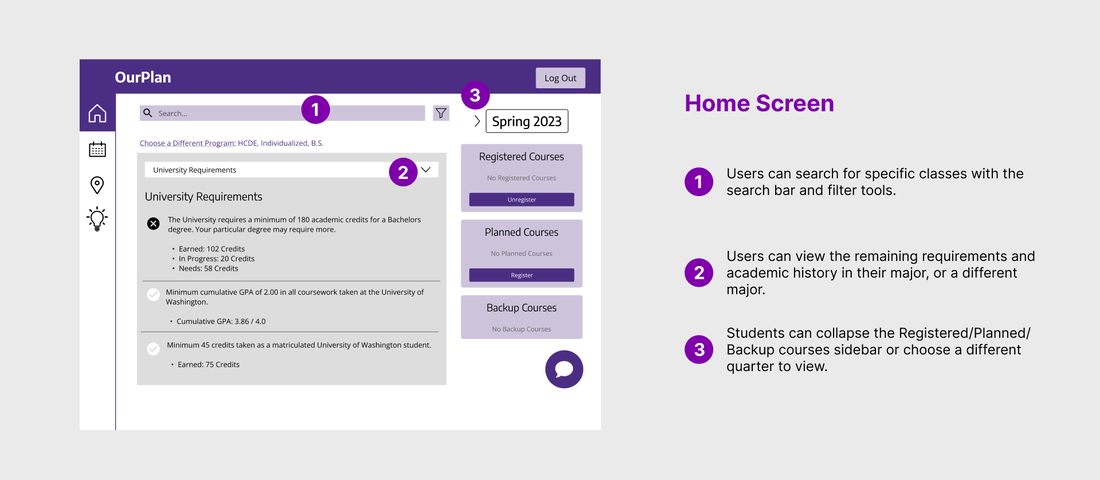 OurPlan
Log Out
1
Search...
3
Spring 2023
Choose a Different Program: HCDE, Individualized, B.S.
University Requirements
2
University Requirements
The University requires a minimum of 180 academic credits for a Bachelors
degree. Your particular degree may require more.
• Earned: 102 Credits
• In Progress: 20 Credits
• Needs: 58 Credits
Minimum cumulative GPA of 2.00 in all coursework taken at the University of
Washington.
• Cumulative GPA: 3.86 / 4.0
Minimum 45 credits taken as a matriculated University of Washington student.
• Earned: 75 Credits
Registered Courses
No Registered Courses
Unregister
Planned Courses
No Planned Courses
Register
Backup Courses
No Backup Courses
Home Screen
1
Users can search for specific classes with the
search bar and filter tools.
2
Users can view the remaining requirements and
academic history in their major, or a different
major.
3
Students can collapse the Registered/Planned/
Backup courses sidebar or choose a different
quarter to view.